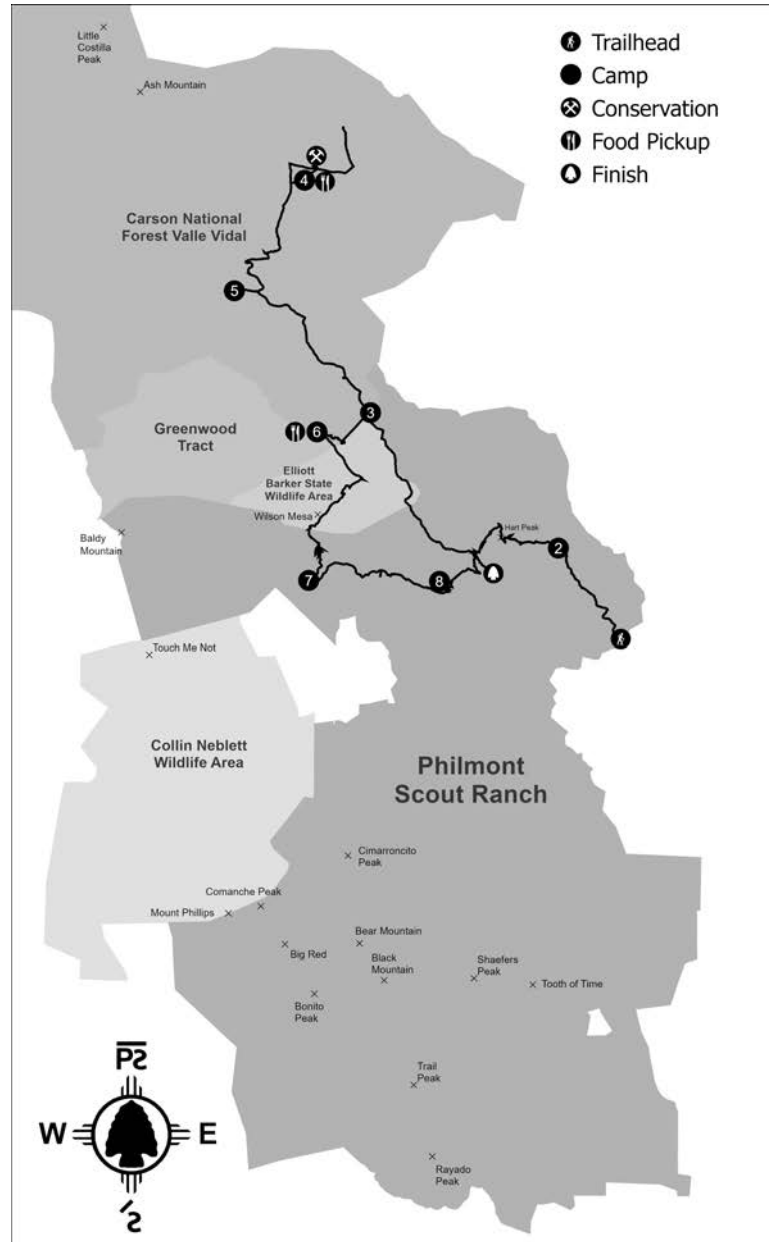 Little
Costilla
Peak
Ash Mountain
Trailhead
Camp
Conservation
Food Pickup
Finish
4
Carson National
Forest Valle Vidal
5
3
Greenwood
Tract
6
Elliott
Barker State
Wildlife Area
Wilson Mesa
Hart Peak
2
Baldy
Mountain
7
8
Touch Me Not
Collin Neblett
Wildlife Area
Philmont
Scout Ranch
Cimarroncito
Peak
Comanche Peak
Mount Phillips
Bear Mountain
Big Red
Black
Mountain
Shaefers
Peak
Tooth of Time
Bonito
Peak
Trail
Peak
Rayado
Peak
W
E